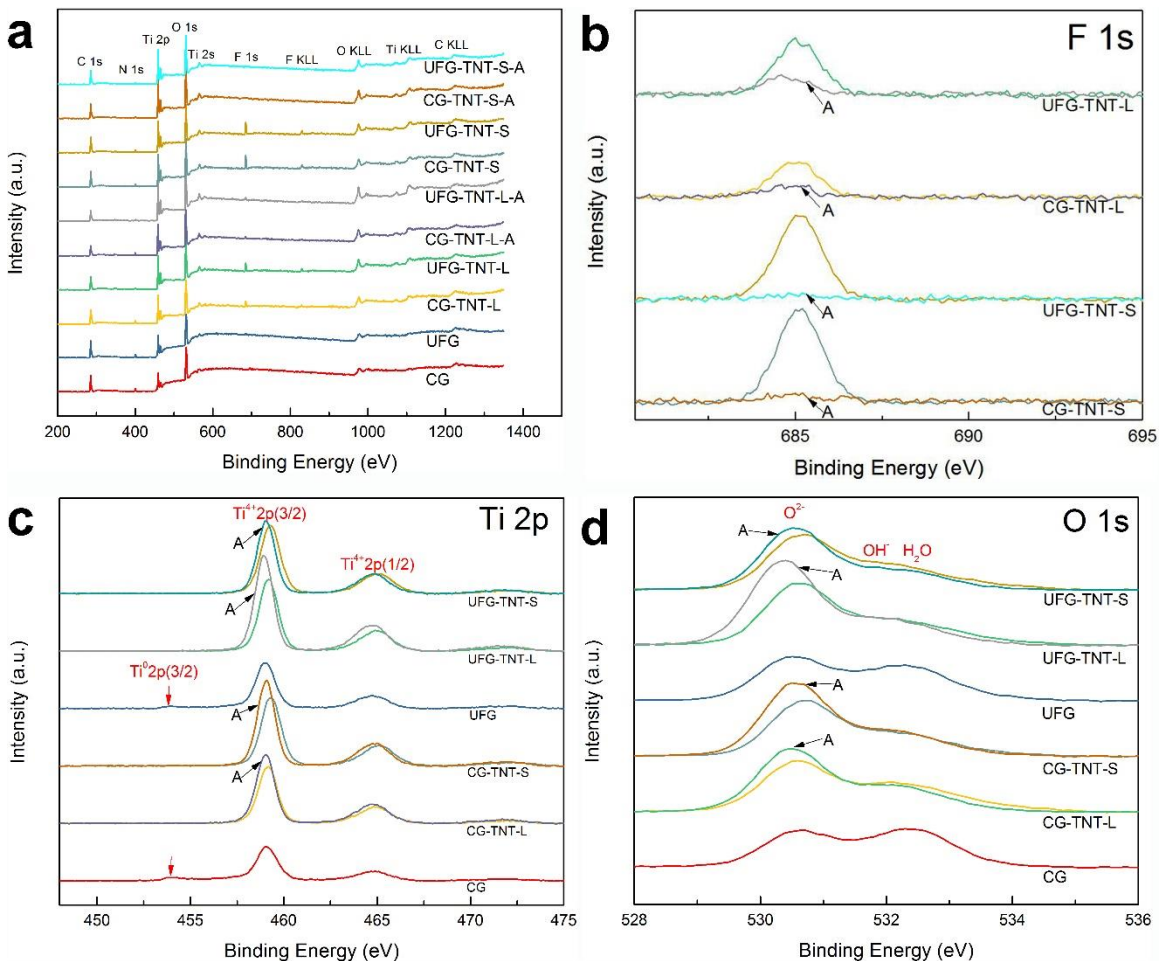 a
O 1s
Ti 2p
C 1s
N 1s
Ti 2s
F 1s
F KLL
O KLL
Ti KLL
C KLL
UFG-TNT-S-A
CG-TNT-S-A
UFG-TNT-S
CG-TNT-S
UFG-TNT-L-A
CG-TNT-L-A
UFG-TNT-L
CG-TNT-L
UFG
CG
Intensity (a.u.)
200 400 600 800 1000 1200 1400
Binding Energy (eV)
b
F 1s
A
UFG-TNT-L
A
CG-TNT-L
A
UFG-TNT-S
A
CG-TNT-S
Intensity (a.u.)
685 690 695
Binding Energy (eV)
c
Ti 2p
Ti⁴⁺2p(3/2)
A
Ti⁴⁺2p(1/2)
UFG-TNT-S
A
UFG-TNT-L
Ti⁰2p(3/2)
UFG
A
CG-TNT-S
A
CG-TNT-L
CG
Intensity (a.u.)
450 455 460 465 470 475
Binding Energy (eV)
d
O 1s
O²⁻
A
OH⁻ H₂O
UFG-TNT-S
A
UFG-TNT-L
UFG
A
CG-TNT-S
A
CG-TNT-L
CG
Intensity (a.u.)
528 530 532 534 536
Binding Energy (eV)